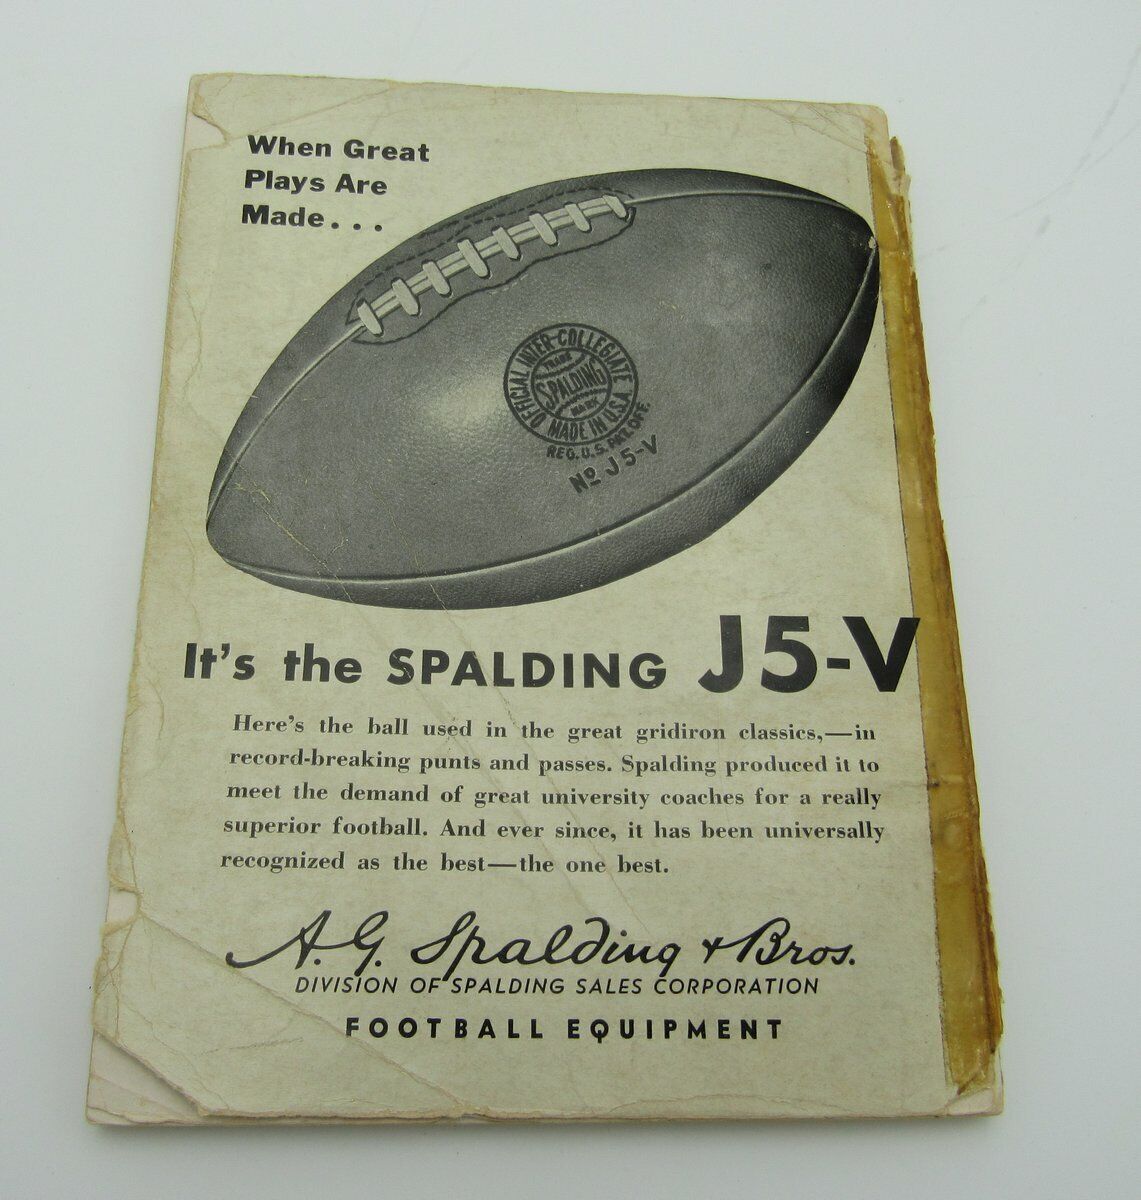 When Great
Plays Are
Made...
OFFICIAL INTER-COLLEGIATE
TRADE
SPALDING
MARK
MADE IN U.S.A.
REG. U.S. PAT. OFF.
No J5-V
It's the SPALDING J5-V
Here's the ball used in the great gridiron classics,—in
record-breaking punts and passes. Spalding produced it to
meet the demand of great university coaches for a really
superior football. And ever since, it has been universally
recognized as the best—the one best.
A.G. Spalding & Bros.
DIVISION OF SPALDING SALES CORPORATION
FOOTBALL EQUIPMENT